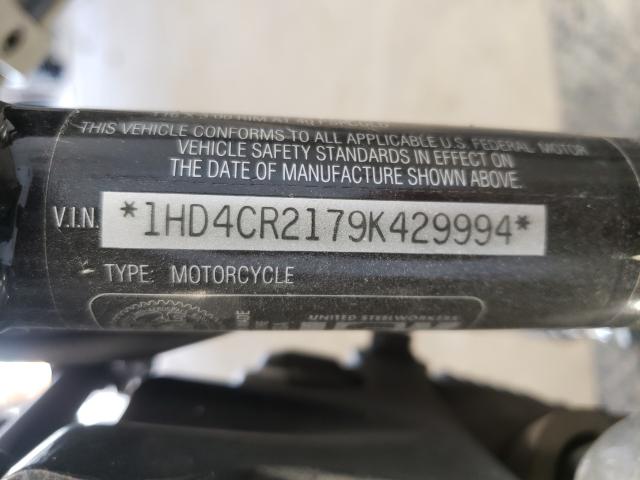 THIS VEHICLE CONFORMS TO ALL APPLICABLE U.S. FEDERAL MOTOR
VEHICLE SAFETY STANDARDS IN EFFECT ON
THE DATE OF MANUFACTURE SHOWN ABOVE.
V.I.N. *1HD4CR2179K429994*
TYPE: MOTORCYCLE
UNITED STEELWORKERS